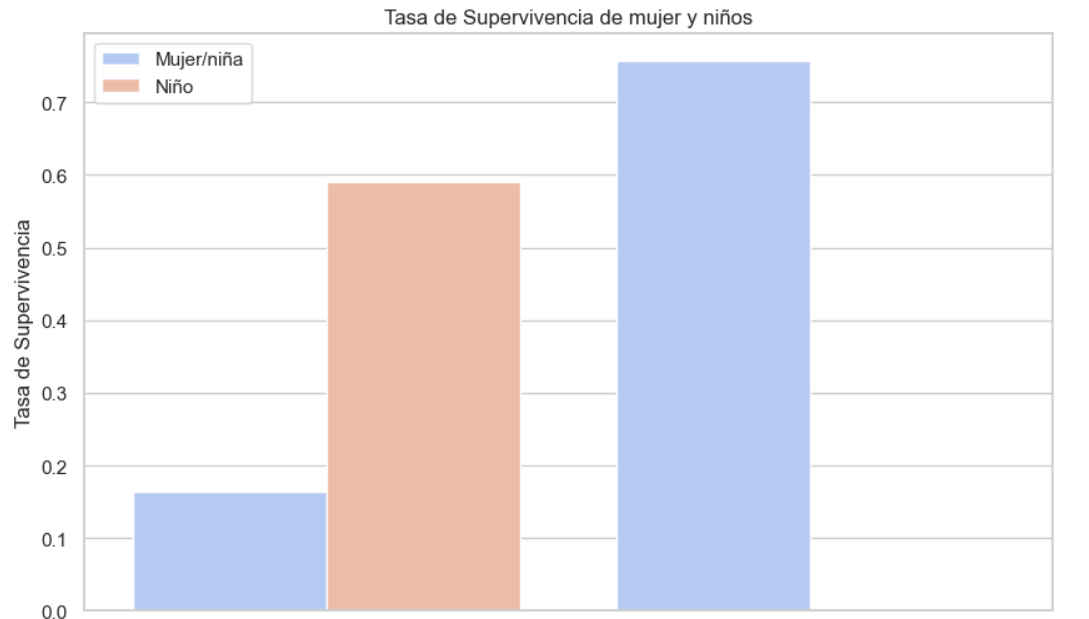 Tasa de Supervivencia de mujer y niños
Mujer/niña
Niño
Tasa de Supervivencia
0.7
0.6
0.5
0.4
0.3
0.2
0.1
0.0